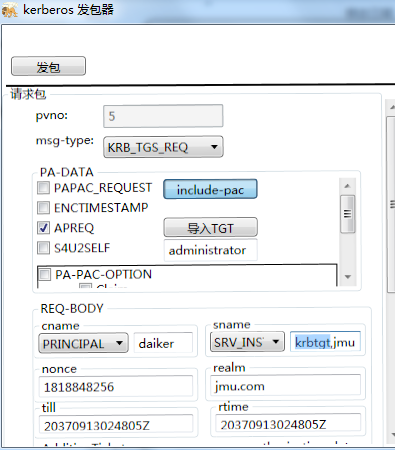 kerberos 发包器
发包
请求包
pvno: 5
msg-type: KRB_TGS_REQ
PA-DATA
PAPAC_REQUEST include-pac
ENCTIMESTAMP
APREQ 导入TGT
S4U2SELF administrator
PA-PAC-OPTION
REQ-BODY
cname sname
PRINCIPAL daiker SRV_INS krbtgt,jmu
nonce realm
1818848256 jmu.com
till rtime
20370913024805Z 20370913024805Z